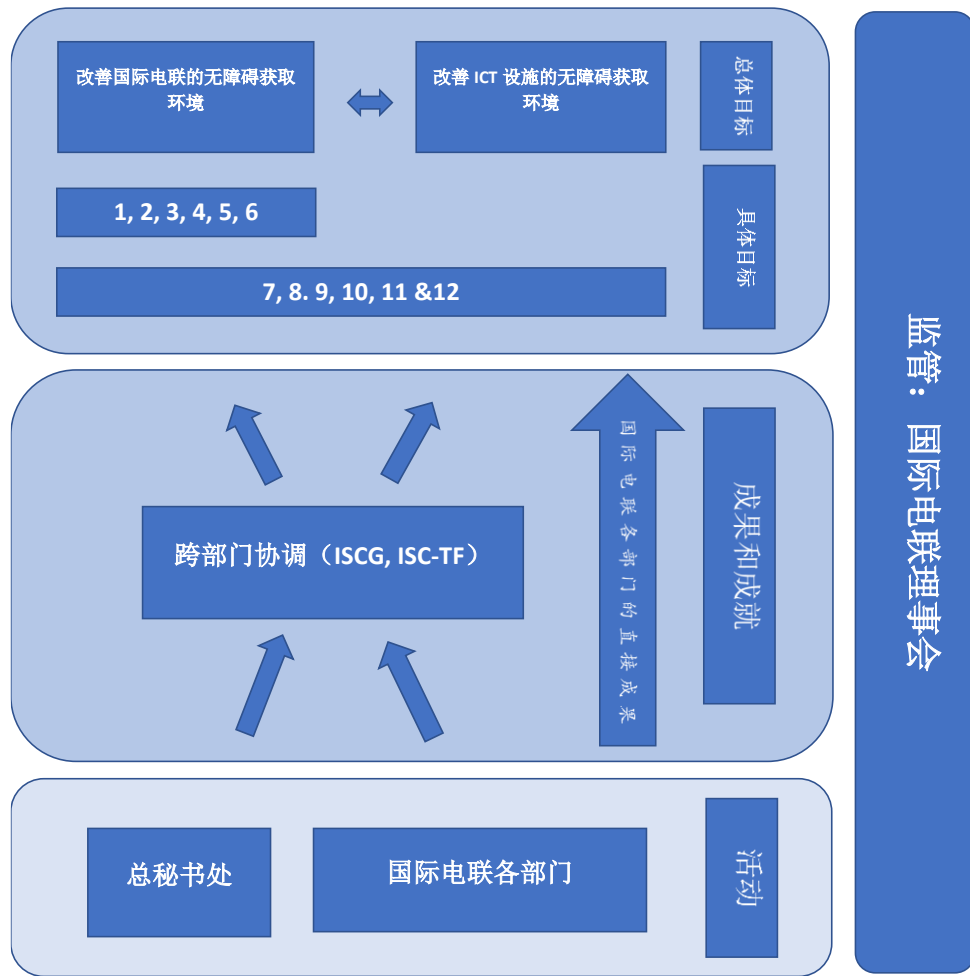 改善国际电联的无障碍获取
环境
改善 ICT 设施的无障碍获取
环境
总体目标
1, 2, 3, 4, 5, 6
7, 8. 9, 10, 11 &12
具体目标
跨部门协调（ISCG, ISC-TF）
国际电联各部门的直接成果
成果和成就
总秘书处
国际电联各部门
活动
监管：国际电联理事会